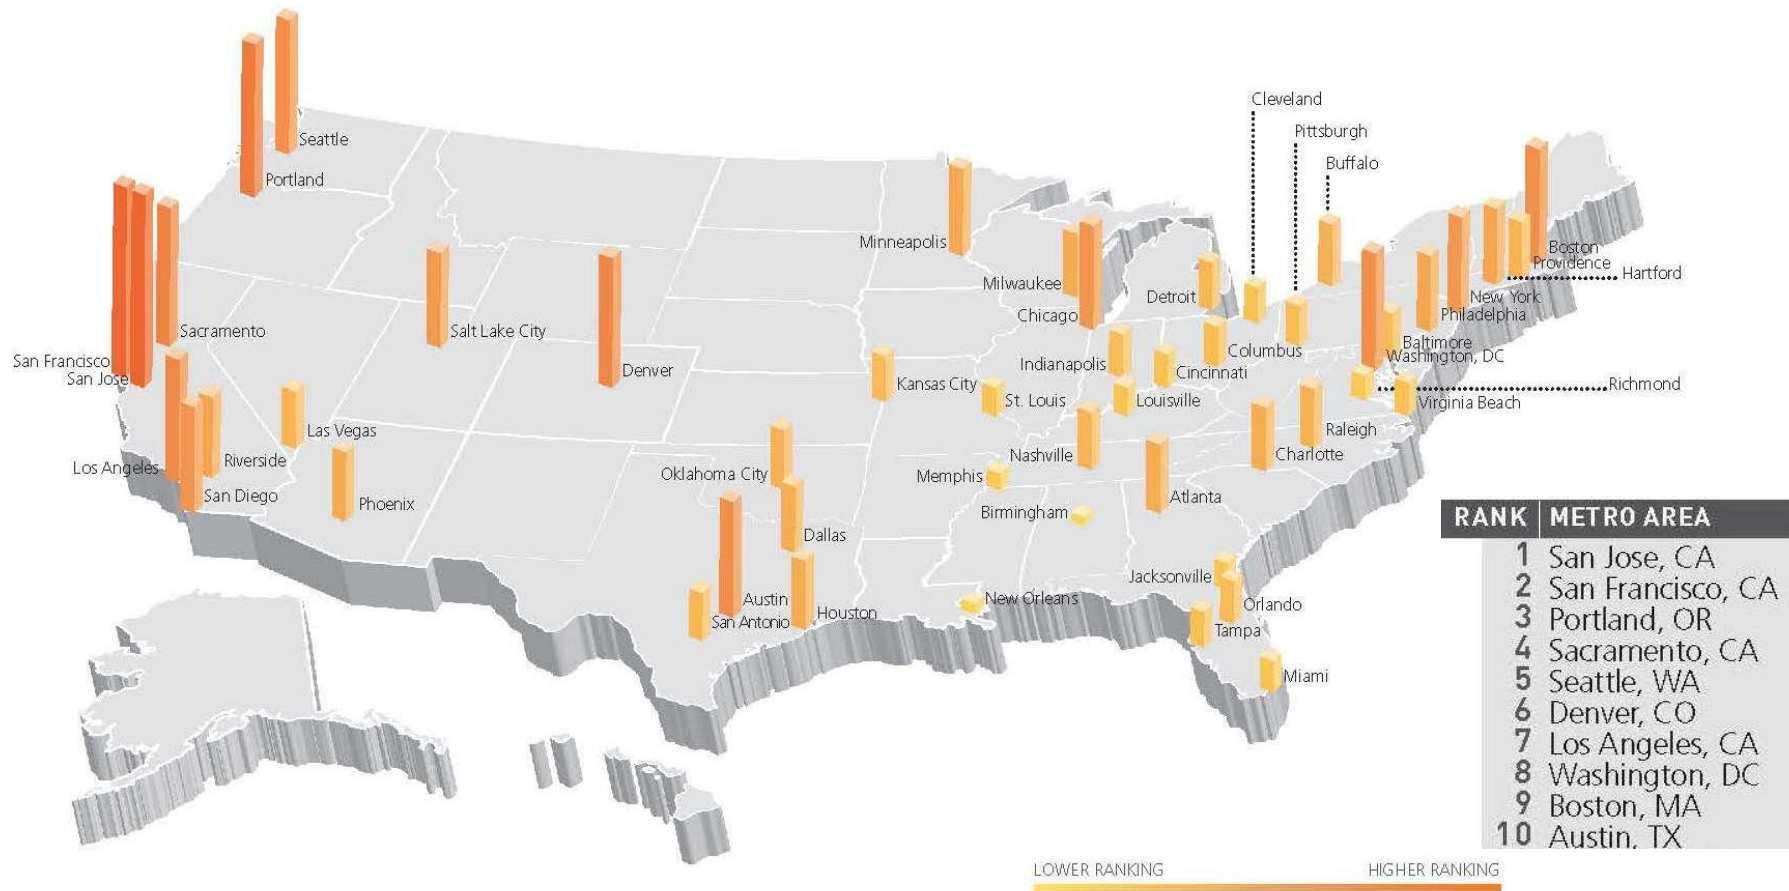 Cleveland
Pittsburgh
Buffalo
Seattle
Portland
Minneapolis
Milwaukee
Chicago
Detroit
Boston
Providence
Hartford
New York
Philadelphia
Baltimore
Washington, DC
Sacramento
Salt Lake City
Denver
San Francisco
San Jose
Indianapolis
Columbus
Cincinnati
Kansas City
St. Louis
Louisville
Richmond
Virginia Beach
Las Vegas
Raleigh
Nashville
Charlotte
Los Angeles
Riverside
San Diego
Phoenix
Oklahoma City
Memphis
Atlanta
Birmingham
Dallas
Jacksonville
New Orleans
Austin
Houston
San Antonio
Orlando
Tampa
Miami
RANK METRO AREA
1 San Jose, CA
2 San Francisco, CA
3 Portland, OR
4 Sacramento, CA
5 Seattle, WA
6 Denver, CO
7 Los Angeles, CA
8 Washington, DC
9 Boston, MA
10 Austin, TX
LOWER RANKING HIGHER RANKING